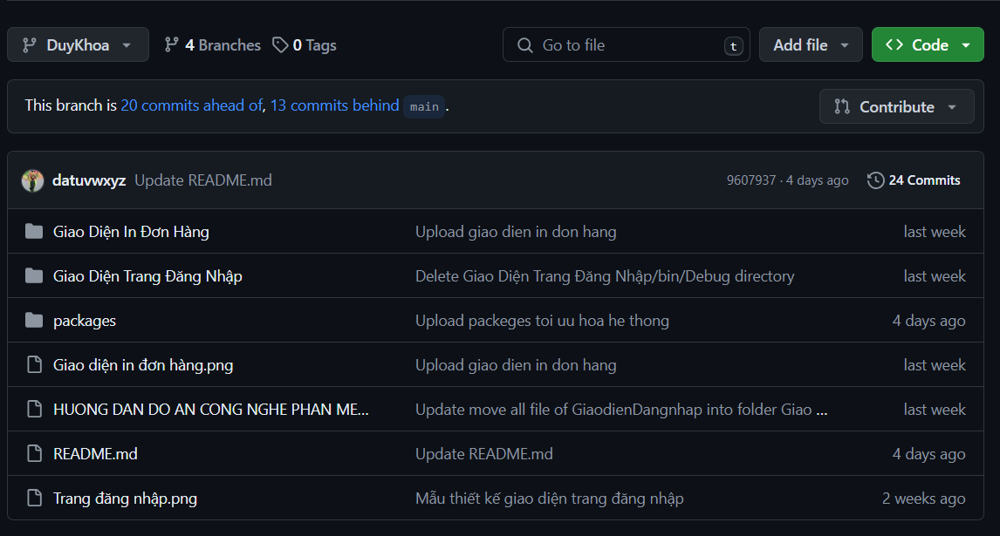 DuyKhoa 4 Branches 0 Tags Go to file t Add file Code
This branch is 20 commits ahead of, 13 commits behind main .
Contribute
datuvwxyz Update README.md 9607937 · 4 days ago 24 Commits
Giao Diện In Đơn Hàng Upload giao dien in don hang last week
Giao Diện Trang Đăng Nhập Delete Giao Diện Trang Đăng Nhập/bin/Debug directory last week
packages Upload packeges toi uu hoa he thong 4 days ago
Giao diện in đơn hàng.png Upload giao dien in don hang last week
HUONG DAN DO AN CONG NGHE PHAN ME... Update move all file of GiaodienDangnhap into folder Giao ... last week
README.md Update README.md 4 days ago
Trang đăng nhập.png Mẫu thiết kế giao diện trang đăng nhập 2 weeks ago